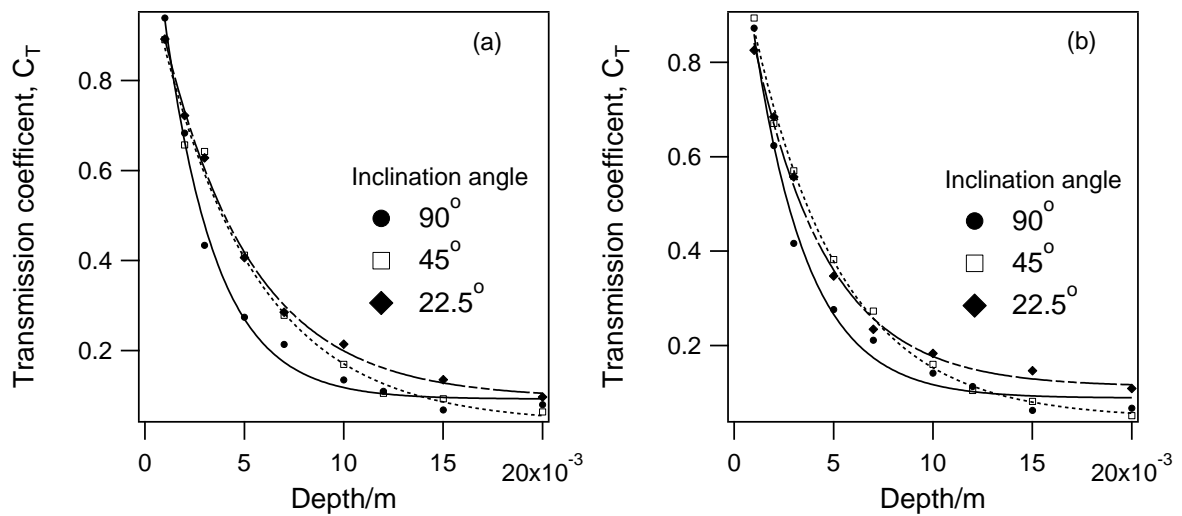 (a)
Transmission coefficent, C_T
0.8
0.6
0.4
0.2
Inclination angle
90°
45°
22.5°
0 5 10 15 20x10⁻³
Depth/m
(b)
Transmission coefficent, C_T
0.8
0.6
0.4
0.2
Inclination angle
90°
45°
22.5°
0 5 10 15 20x10⁻³
Depth/m